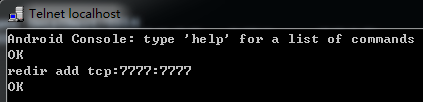 Telnet localhost
Android Console: type 'help' for a list of commands
OK
redir add tcp:7777:7777
OK